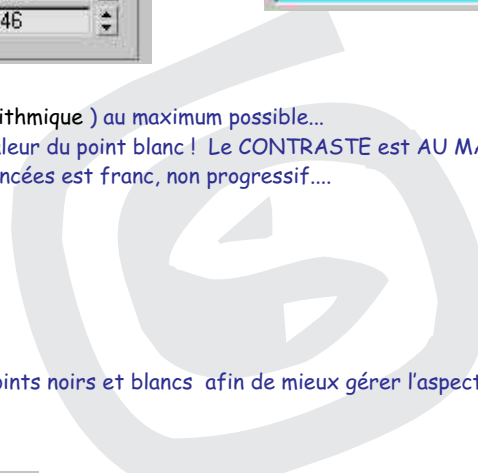 46
ithmique ) au maximum possible...
leur du point blanc ! Le CONTRASTE est AU MA
ncées est franc, non progressif....
oints noirs et blancs afin de mieux gérer l'aspect